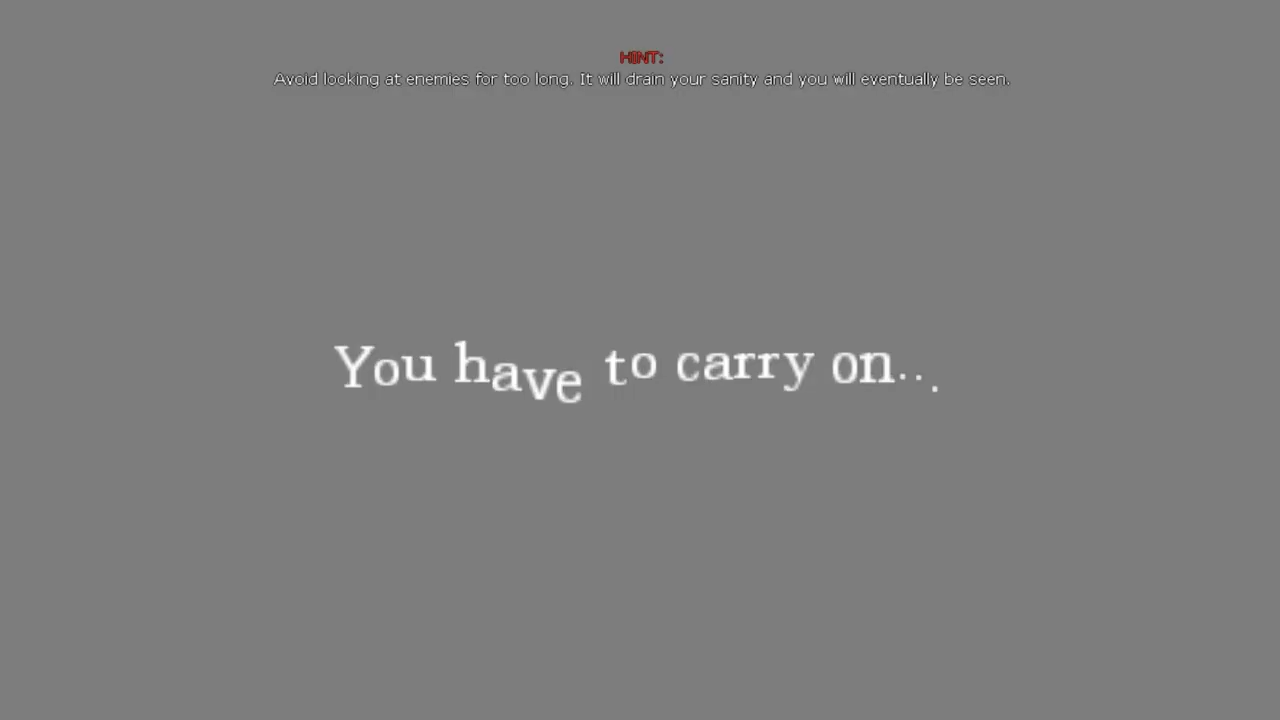 HINT:
Avoid looking at enemies for too long. It will drain your sanity and you will eventually be seen.
You have to carry on...